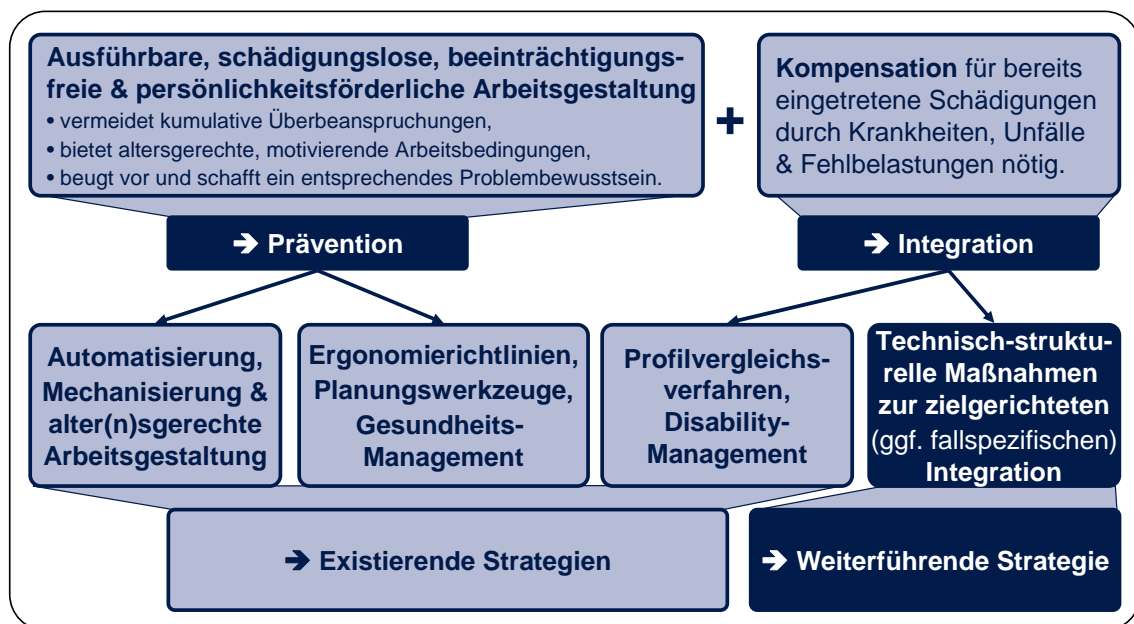 Ausführbare, schädigungslose, beeinträchtigungs-
freie & persönlichkeitsförderliche Arbeitsgestaltung
• vermeidet kumulative Überbeanspruchungen,
• bietet altersgerechte, motivierende Arbeitsbedingungen,
• beugt vor und schafft ein entsprechendes Problembewusstsein.
+
Kompensation für bereits
eingetretene Schädigungen
durch Krankheiten, Unfälle
& Fehlbelastungen nötig.
➔ Prävention
➔ Integration
Automatisierung,
Mechanisierung &
alter(n)sgerechte
Arbeitsgestaltung
Ergonomierichtlinien,
Planungswerkzeuge,
Gesundheits-
Management
Profilvergleichs-
verfahren,
Disability-
Management
Technisch-struktu-
relle Maßnahmen
zur zielgerichteten
(ggf. fallspezifischen)
Integration
➔ Existierende Strategien
➔ Weiterführende Strategie